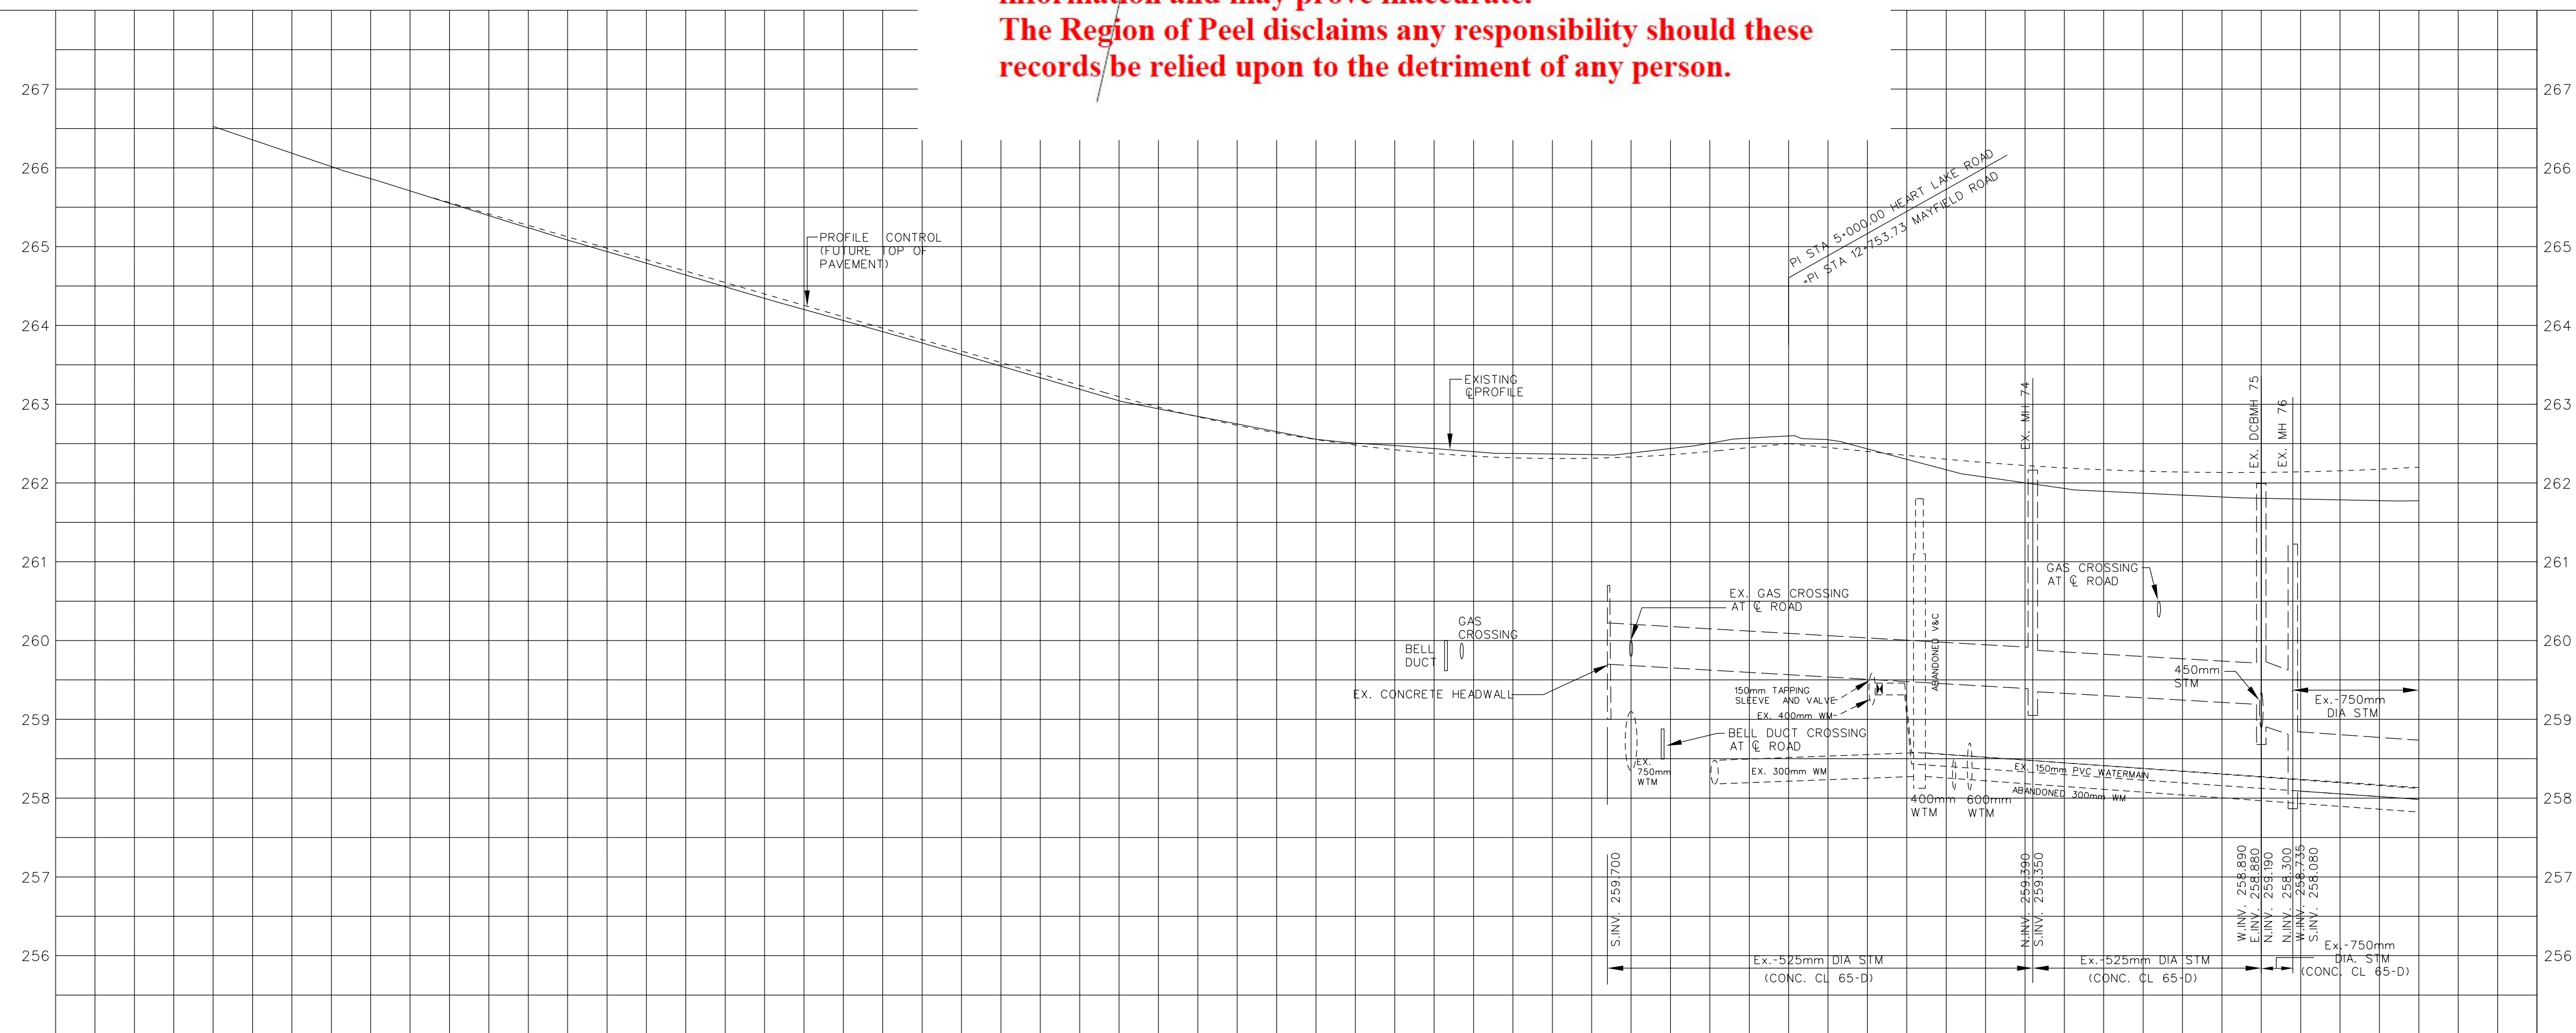 information and may prove inaccurate.
The Region of Peel disclaims any responsibility should these
records be relied upon to the detriment of any person.
267
267
266
266
265
265
264
264
263
263
262
262
261
261
260
260
259
259
258
258
257
257
256
256
PROFILE CONTROL
(FUTURE TOP OF
PAVEMENT)
PI STA 5+000.00 HEART LAKE ROAD
=PI STA 12+753.73 MAYFIELD ROAD
EXISTING
℄PROFILE
EX. MH 74
EX. DCBMH 75
EX. MH 76
GAS CROSSING
AT ℄ ROAD
EX. GAS CROSSING
AT ℄ ROAD
GAS
CROSSING
BELL
DUCT
EX. CONCRETE HEADWALL
ABANDONED V&C
150mm TAPPING
SLEEVE AND VALVE
EX. 400mm WM
450mm
STM
Ex.-750mm
DIA STM
BELL DUCT CROSSING
AT ℄ ROAD
EX.
750mm
WTM
EX. 300mm WM
EX. 150mm PVC WATERMAIN
ABANDONED 300mm WM
400mm
WTM
600mm
WTM
S.INV. 259.700
N.INV. 259.390
S.INV. 259.350
W.INV. 258.890
E.INV. 258.880
N.INV. 259.190
N.INV. 258.300
W.INV. 258.735
S.INV. 258.080
Ex.-525mm DIA STM
(CONC. CL 65-D)
Ex.-525mm DIA STM
(CONC. CL 65-D)
Ex.-750mm
DIA. STM
(CONC. CL 65-D)